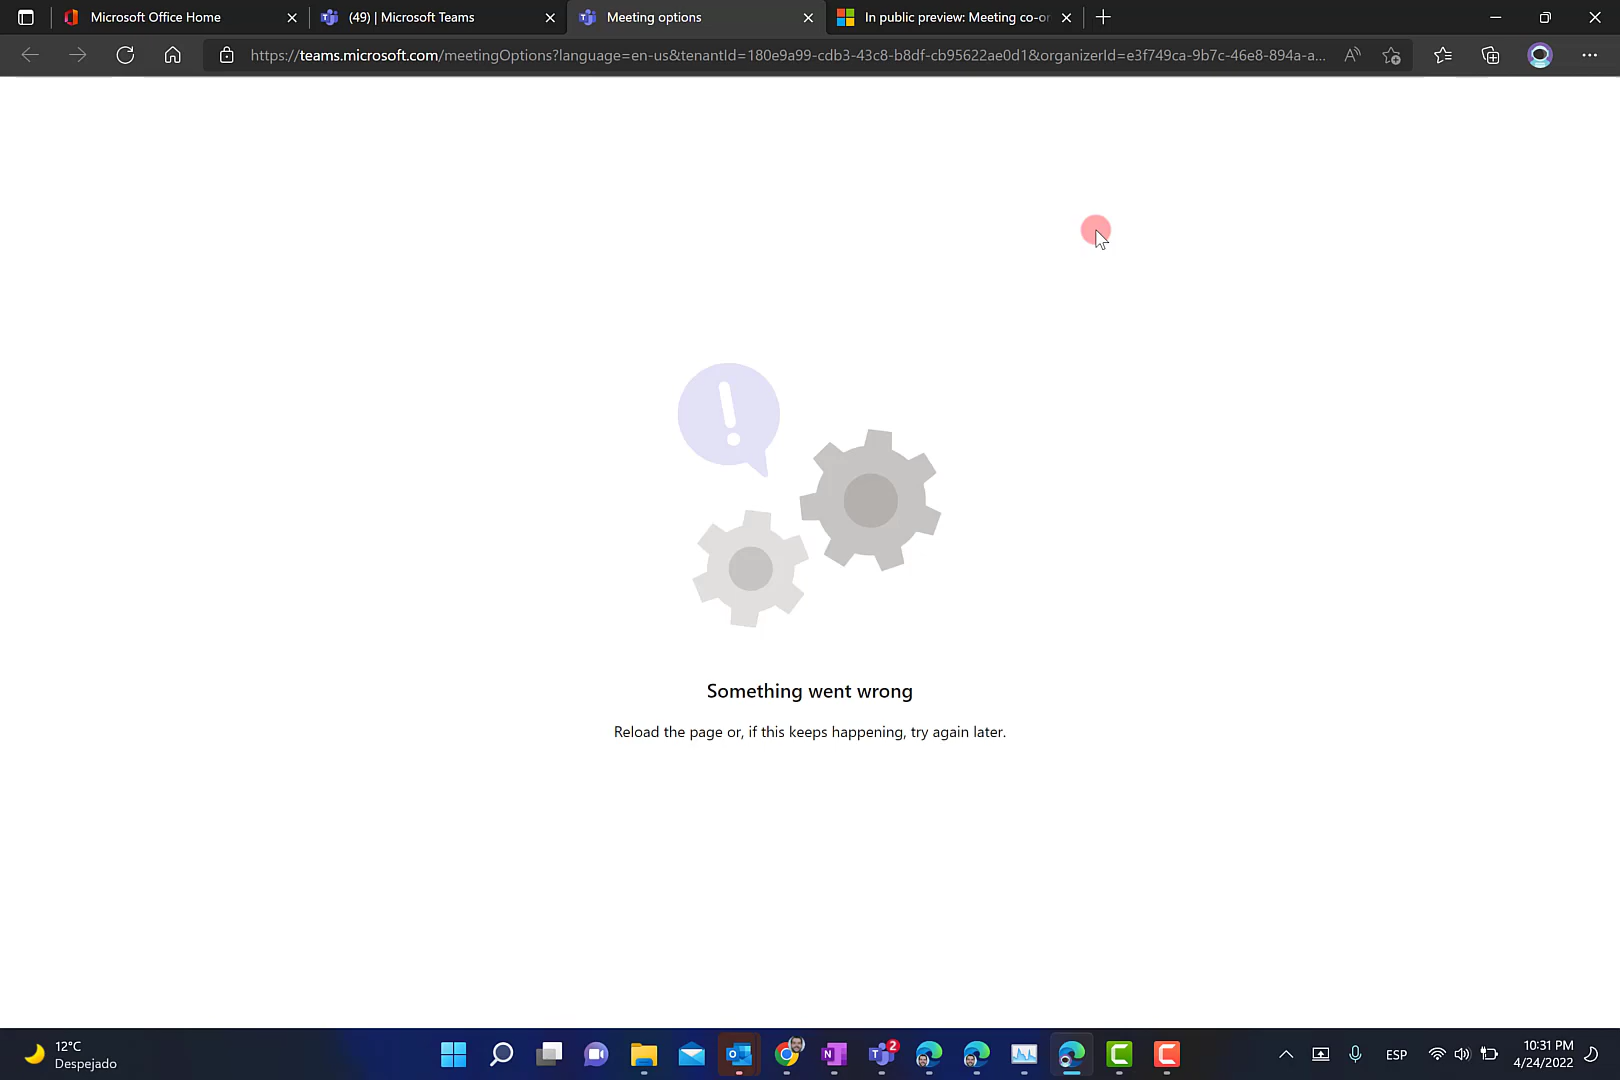 Microsoft Office Home
(49) | Microsoft Teams
Meeting options
In public preview: Meeting co-or
https://teams.microsoft.com/meetingOptions?language=en-us&tenantId=180e9a99-cdb3-43c8-b8df-cb95622ae0d1&organizerId=e3f749ca-9b7c-46e8-894a-a...
Something went wrong
Reload the page or, if this keeps happening, try again later.
12°C
Despejado
2
ESP
10:31 PM
4/24/2022